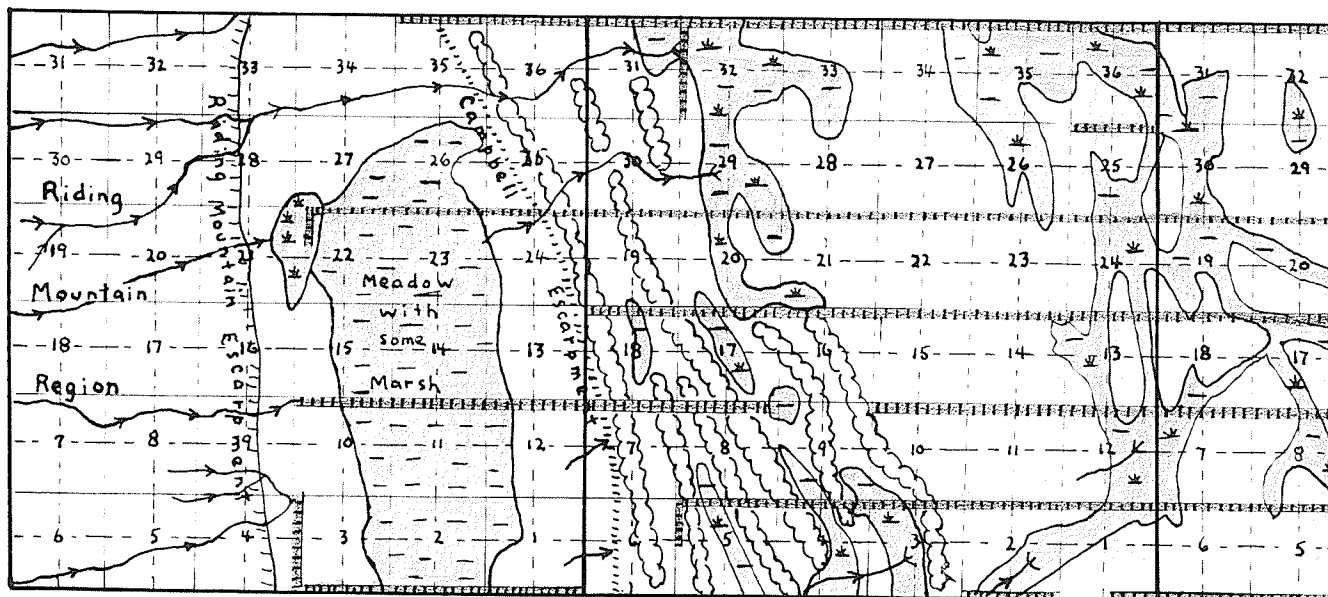 31 32 33 34 35 36 31 32 33 34 35 36 31 32
Campbell Escarpment
Riding Mountain Escarpment
30 29 28 27 26 30 29 28 27 26 25 30 29
Riding
19 20 21 22 23 24 19 20 21 22 23 24 19 20
Mountain
Meadow
with
some
18 17 16 15 14 13 18 17 16 15 14 13 18 17
Region
Marsh
7 8 9 10 11 12 7 8 9 10 11 12 7 8
6 5 4 3 2 1 6 5 4 3 2 1 6 5